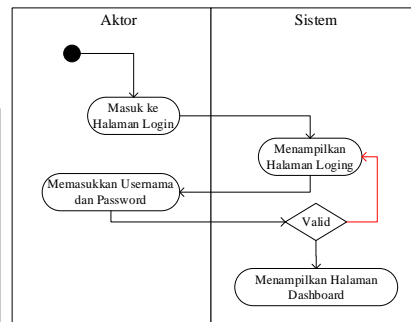 Aktor
Sistem
Masuk ke
Halaman Login
Menampilkan
Halaman Loging
Memasukkan Usernama
dan Password
Valid
Menampilkan Halaman
Dashboard